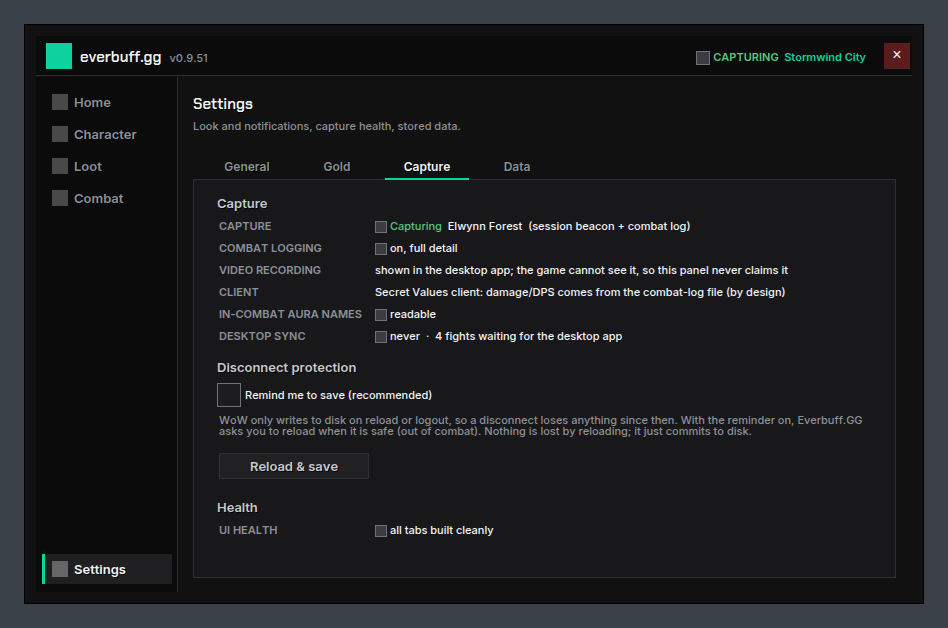 everbuff.gg v0.9.51
CAPTURING Stormwind City
×
Home
Character
Loot
Combat
Settings
Settings
Look and notifications, capture health, stored data.
General Gold Capture Data
Capture
CAPTURE Capturing Elwynn Forest (session beacon + combat log)
COMBAT LOGGING on, full detail
VIDEO RECORDING shown in the desktop app; the game cannot see it, so this panel never claims it
CLIENT Secret Values client: damage/DPS comes from the combat-log file (by design)
IN-COMBAT AURA NAMES readable
DESKTOP SYNC never · 4 fights waiting for the desktop app
Disconnect protection
Remind me to save (recommended)
WoW only writes to disk on reload or logout, so a disconnect loses anything since then. With the reminder on, Everbuff.GG
asks you to reload when it is safe (out of combat). Nothing is lost by reloading; it just commits to disk.
Reload & save
Health
UI HEALTH all tabs built cleanly